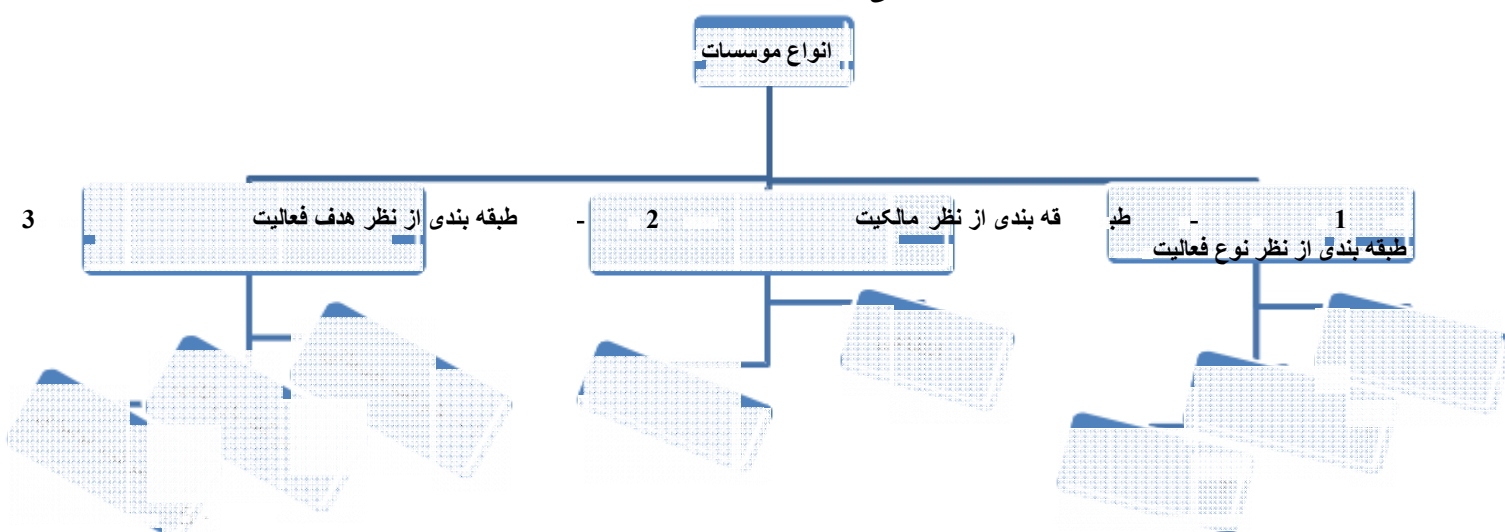 انواع موسسات
1 - طبقه بندی از نظر مالکیت 2 - طبقه بندی از نظر هدف فعالیت 3
طبقه بندی از نظر نوع فعالیت